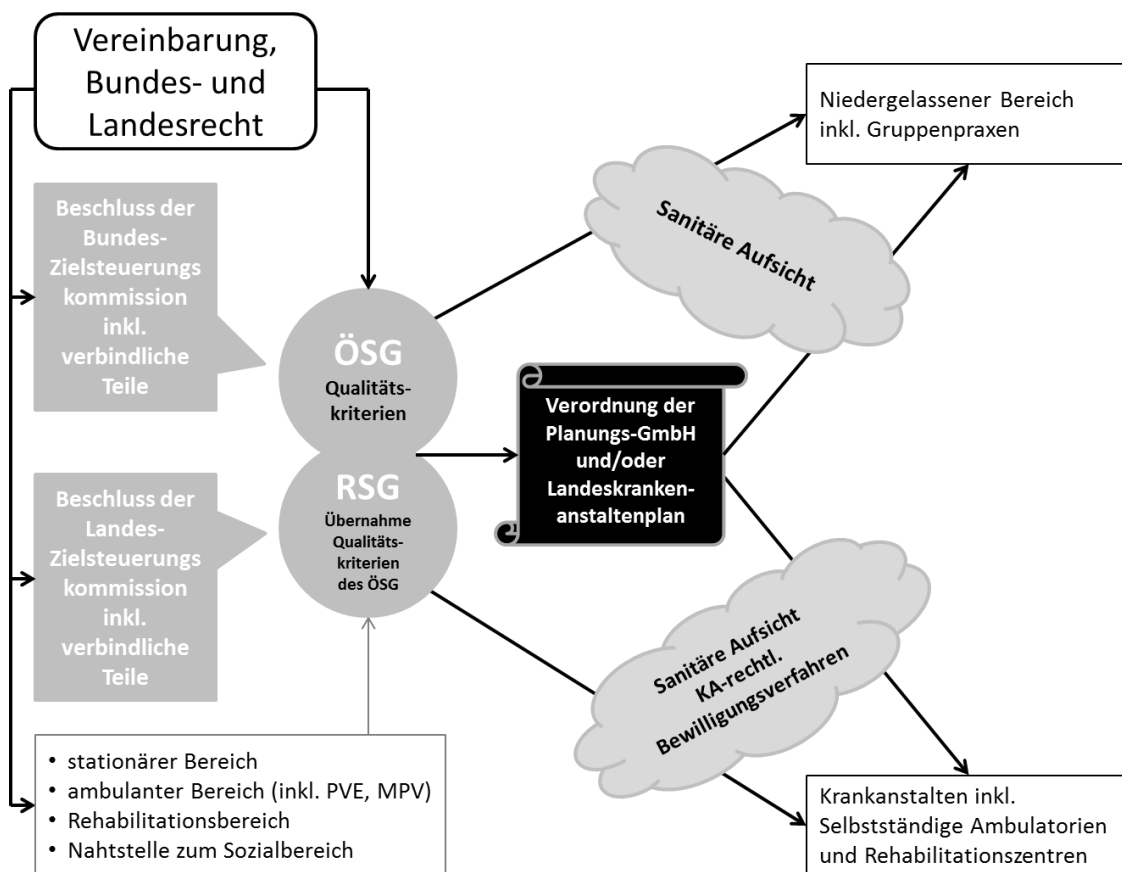 Vereinbarung,
Bundes- und
Landesrecht
Beschluss der
Bundes-
Zielsteuerungs
kommission
inkl.
verbindliche
Teile
Beschluss der
Landes-
Zielsteuerungs
kommission
inkl.
verbindliche
Teile
• stationärer Bereich
• ambulanter Bereich (inkl. PVE, MPV)
• Rehabilitationsbereich
• Nahtstelle zum Sozialbereich
ÖSG
Qualitäts-
kriterien
RSG
Übernahme
Qualitäts-
kriterien
des ÖSG
Verordnung der
Planungs-GmbH
und/oder
Landeskranken-
anstaltenplan
Sanitäre Aufsicht
Sanitäre Aufsicht
KA-rechtl.
Bewilligungsverfahren
Niedergelassener Bereich
inkl. Gruppenpraxen
Krankanstalten inkl.
Selbstständige Ambulatorien
und Rehabilitationszentren